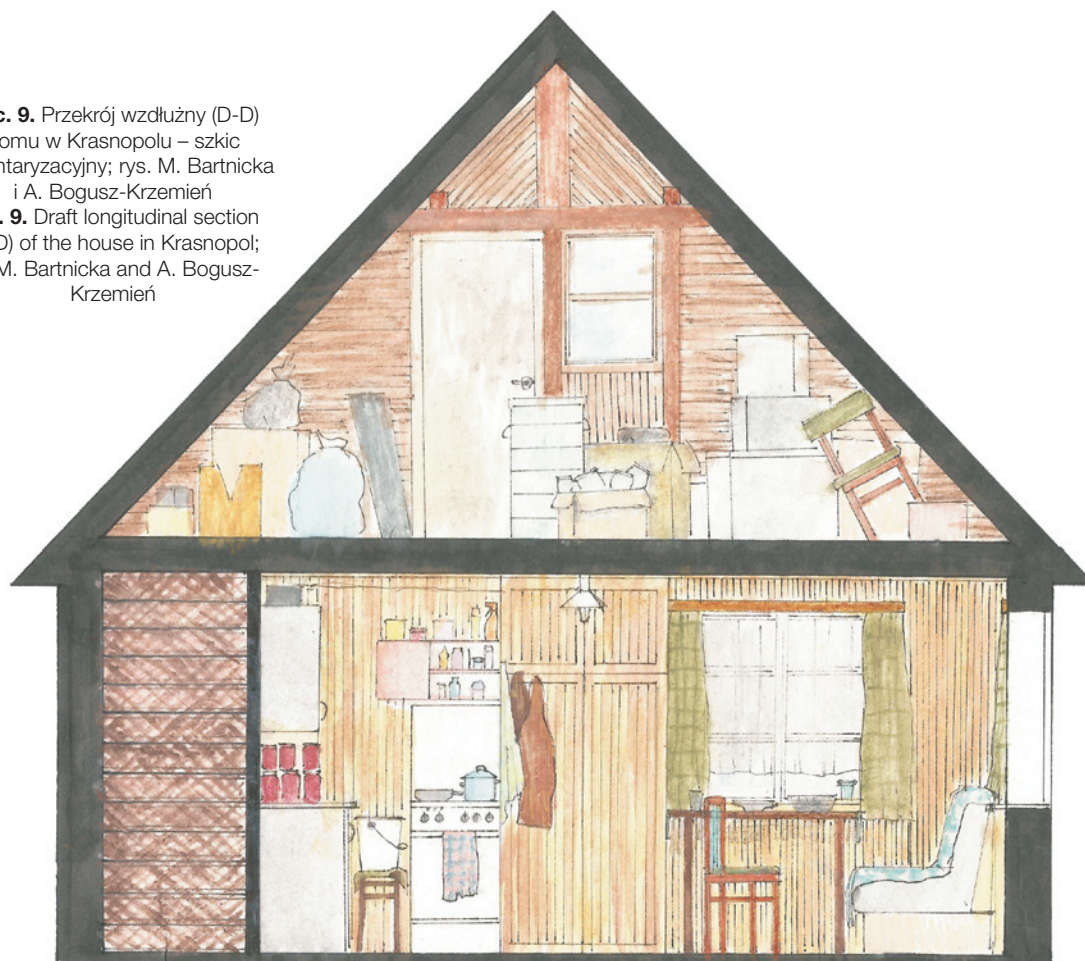 c. 9. Przekrój wzdłużny (D-D)
omu w Krasnopolu – szkic
ntaryzacyjny; rys. M. Bartnicka
i A. Bogusz-Krzemień
. 9. Draft longitudinal section
D) of the house in Krasnopol;
M. Bartnicka and A. Bogusz-
Krzemień